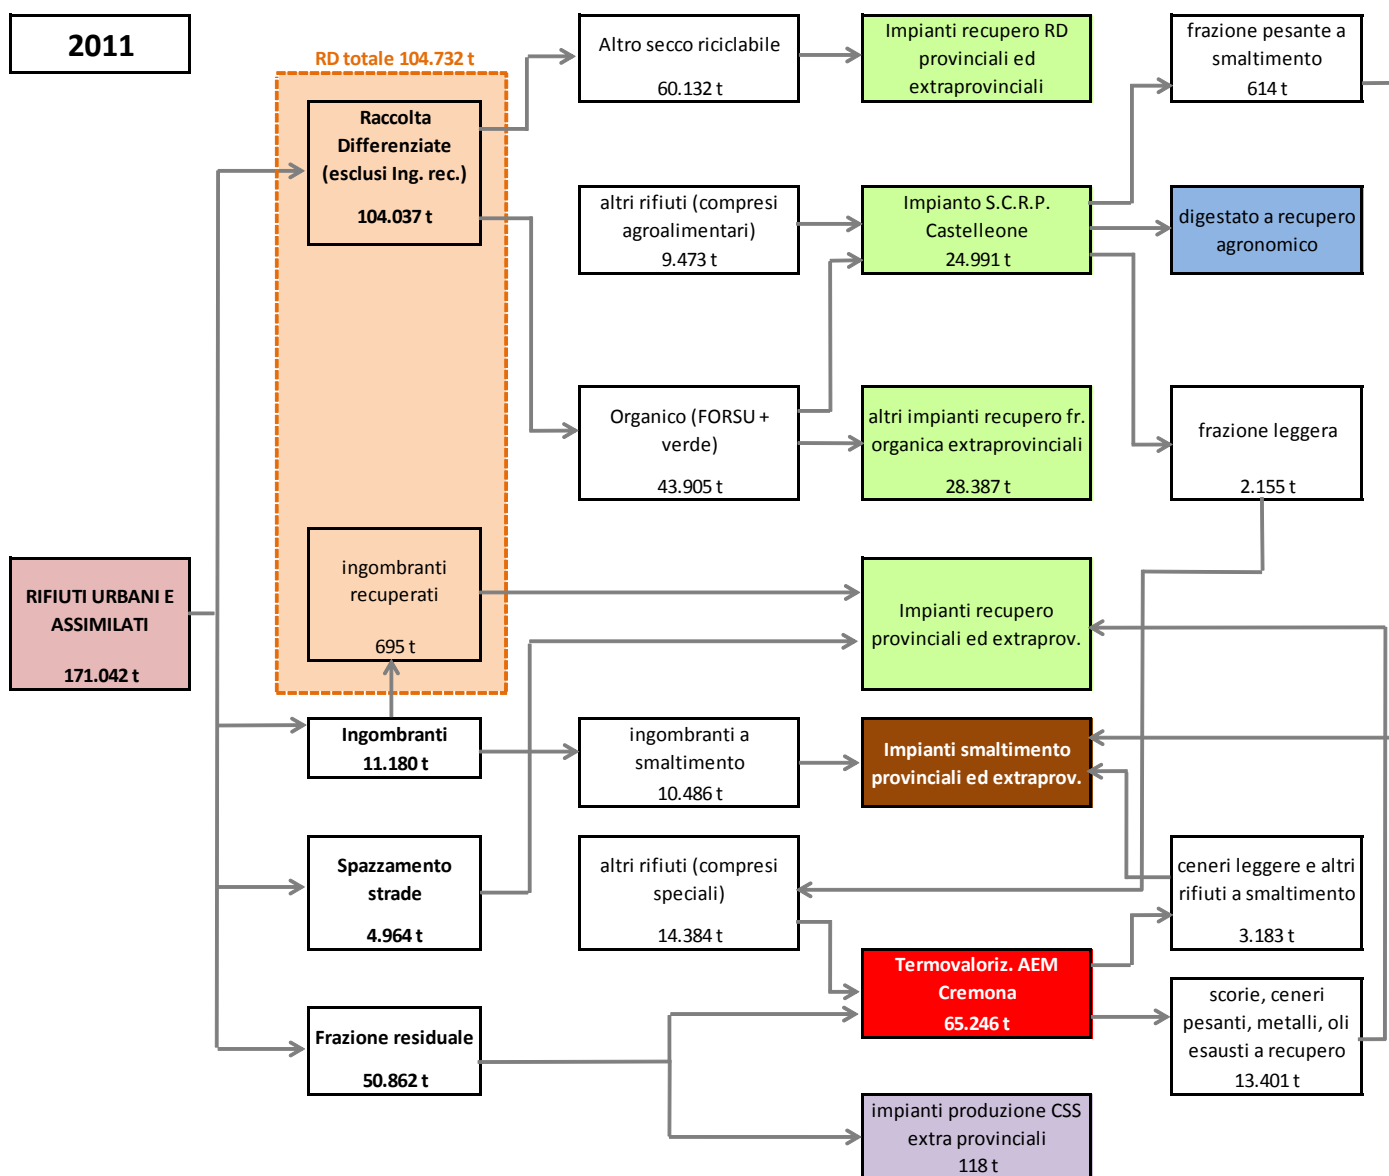 2011
RD totale 104.732 t
Raccolta
Differenziate
(esclusi Ing. rec.)
104.037 t
Altro secco riciclabile
60.132 t
Impianti recupero RD
provinciali ed
extraprovinciali
frazione pesante a
smaltimento
614 t
altri rifiuti (compresi
agroalimentari)
9.473 t
Impianto S.C.R.P.
Castelleone
24.991 t
digestato a recupero
agronomico
Organico (FORSU +
verde)
43.905 t
altri impianti recupero fr.
organica extraprovinciali
28.387 t
frazione leggera
2.155 t
RIFIUTI URBANI E
ASSIMILATI
171.042 t
ingombranti
recuperati
695 t
Impianti recupero
provinciali ed extraprov.
Ingombranti
11.180 t
ingombranti a
smaltimento
10.486 t
Impianti smaltimento
provinciali ed extraprov.
Spazzamento
strade
4.964 t
altri rifiuti (compresi
speciali)
14.384 t
ceneri leggere e altri
rifiuti a smaltimento
3.183 t
Termovaloriz. AEM
Cremona
65.246 t
Frazione residuale
50.862 t
scorie, ceneri
pesanti, metalli, oli
esausti a recupero
13.401 t
impianti produzione CSS
extra provinciali
118 t